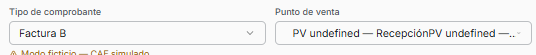 Tipo de comprobante
Punto de venta
Factura B
PV undefined — RecepciónPV undefined —...
⚠ Modo ficticio — CAE simulado